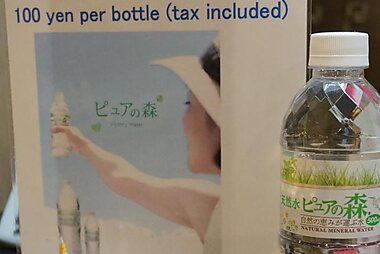 100 yen per bottle (tax included)
ピュアの森
天然水 ピュアの森
自然の恵みが運ぶ水
NATURAL MINERAL WATER